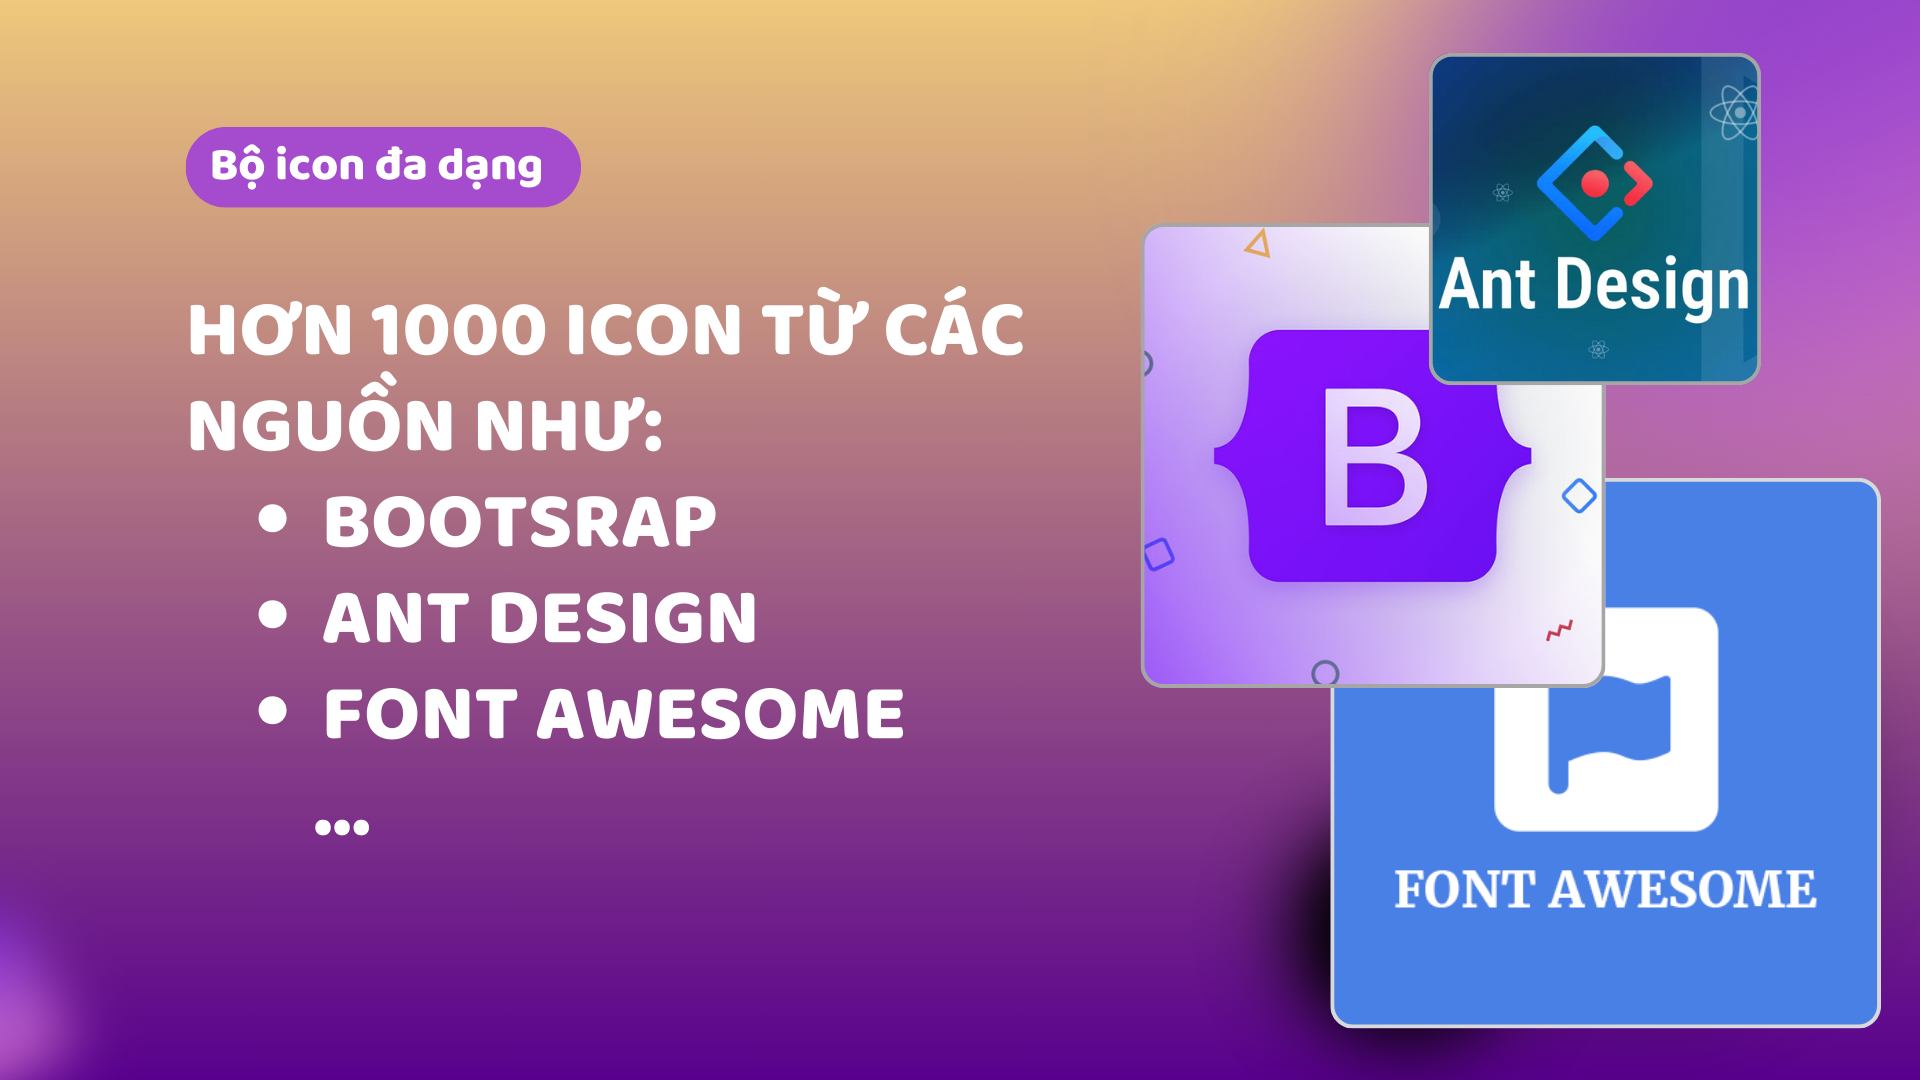 Bộ icon đa dạng
HƠN 1000 ICON TỪ CÁC
NGUỒN NHƯ:
• BOOTSRAP
• ANT DESIGN
• FONT AWESOME
...
Ant Design
B
FONT AWESOME